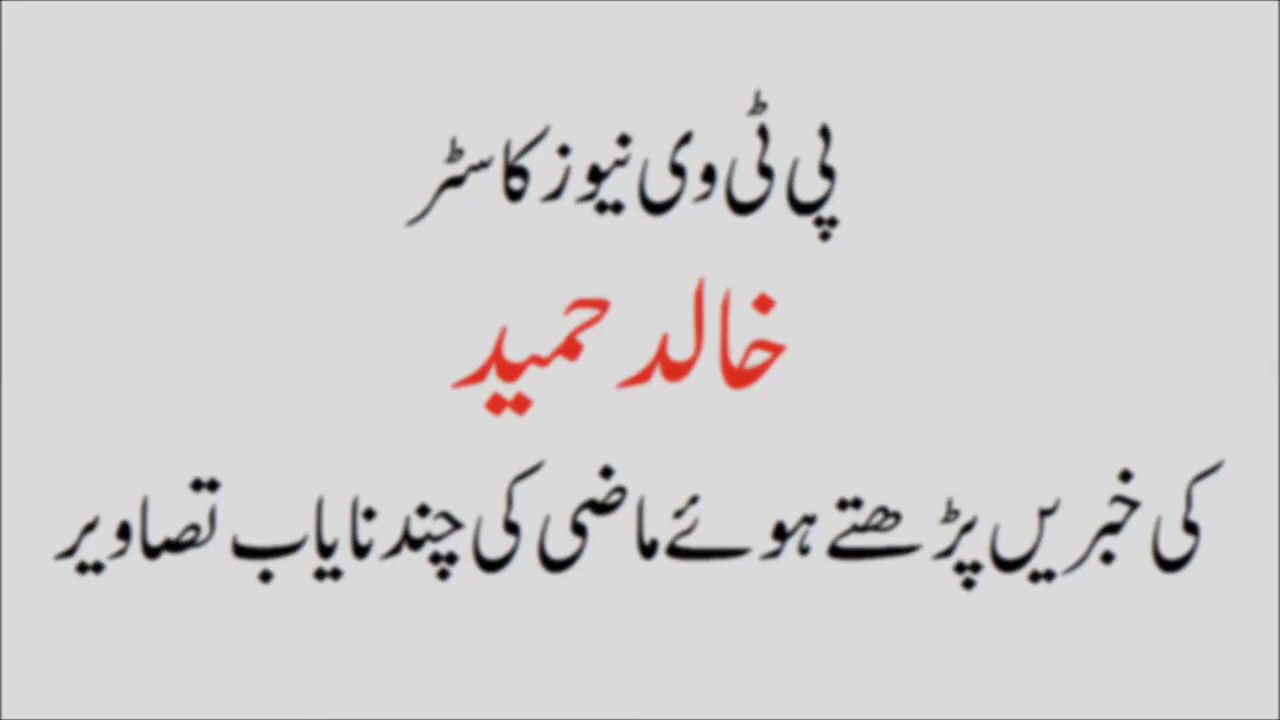 پی ٹی وی نیوز کاسٹر
خالد حمید
کی خبریں پڑھتے ہوئے ماضی کی چند نایاب تصاویر